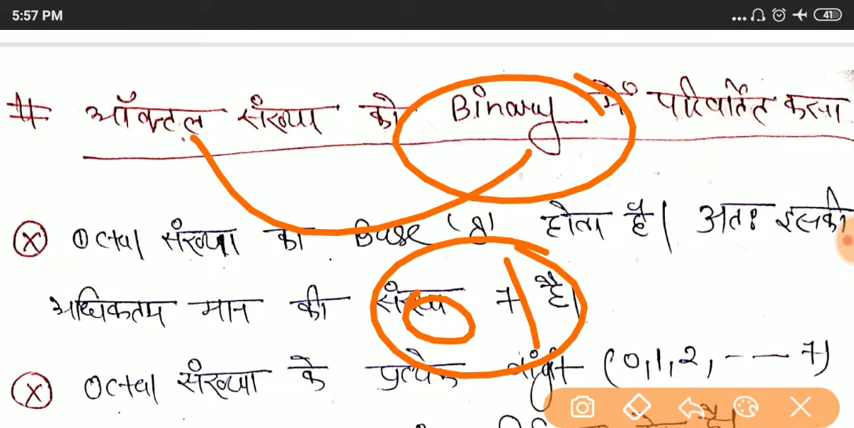 5:57 PM
41
# ऑक्टल संख्या को Binary में परिवर्तित करना
Octal संख्या का Base (8) होता है। अतः इसकी
अधिकतम मान की संख्या 7 है।
Octal संख्या के प्रत्येक (0,1,2, --- 7)